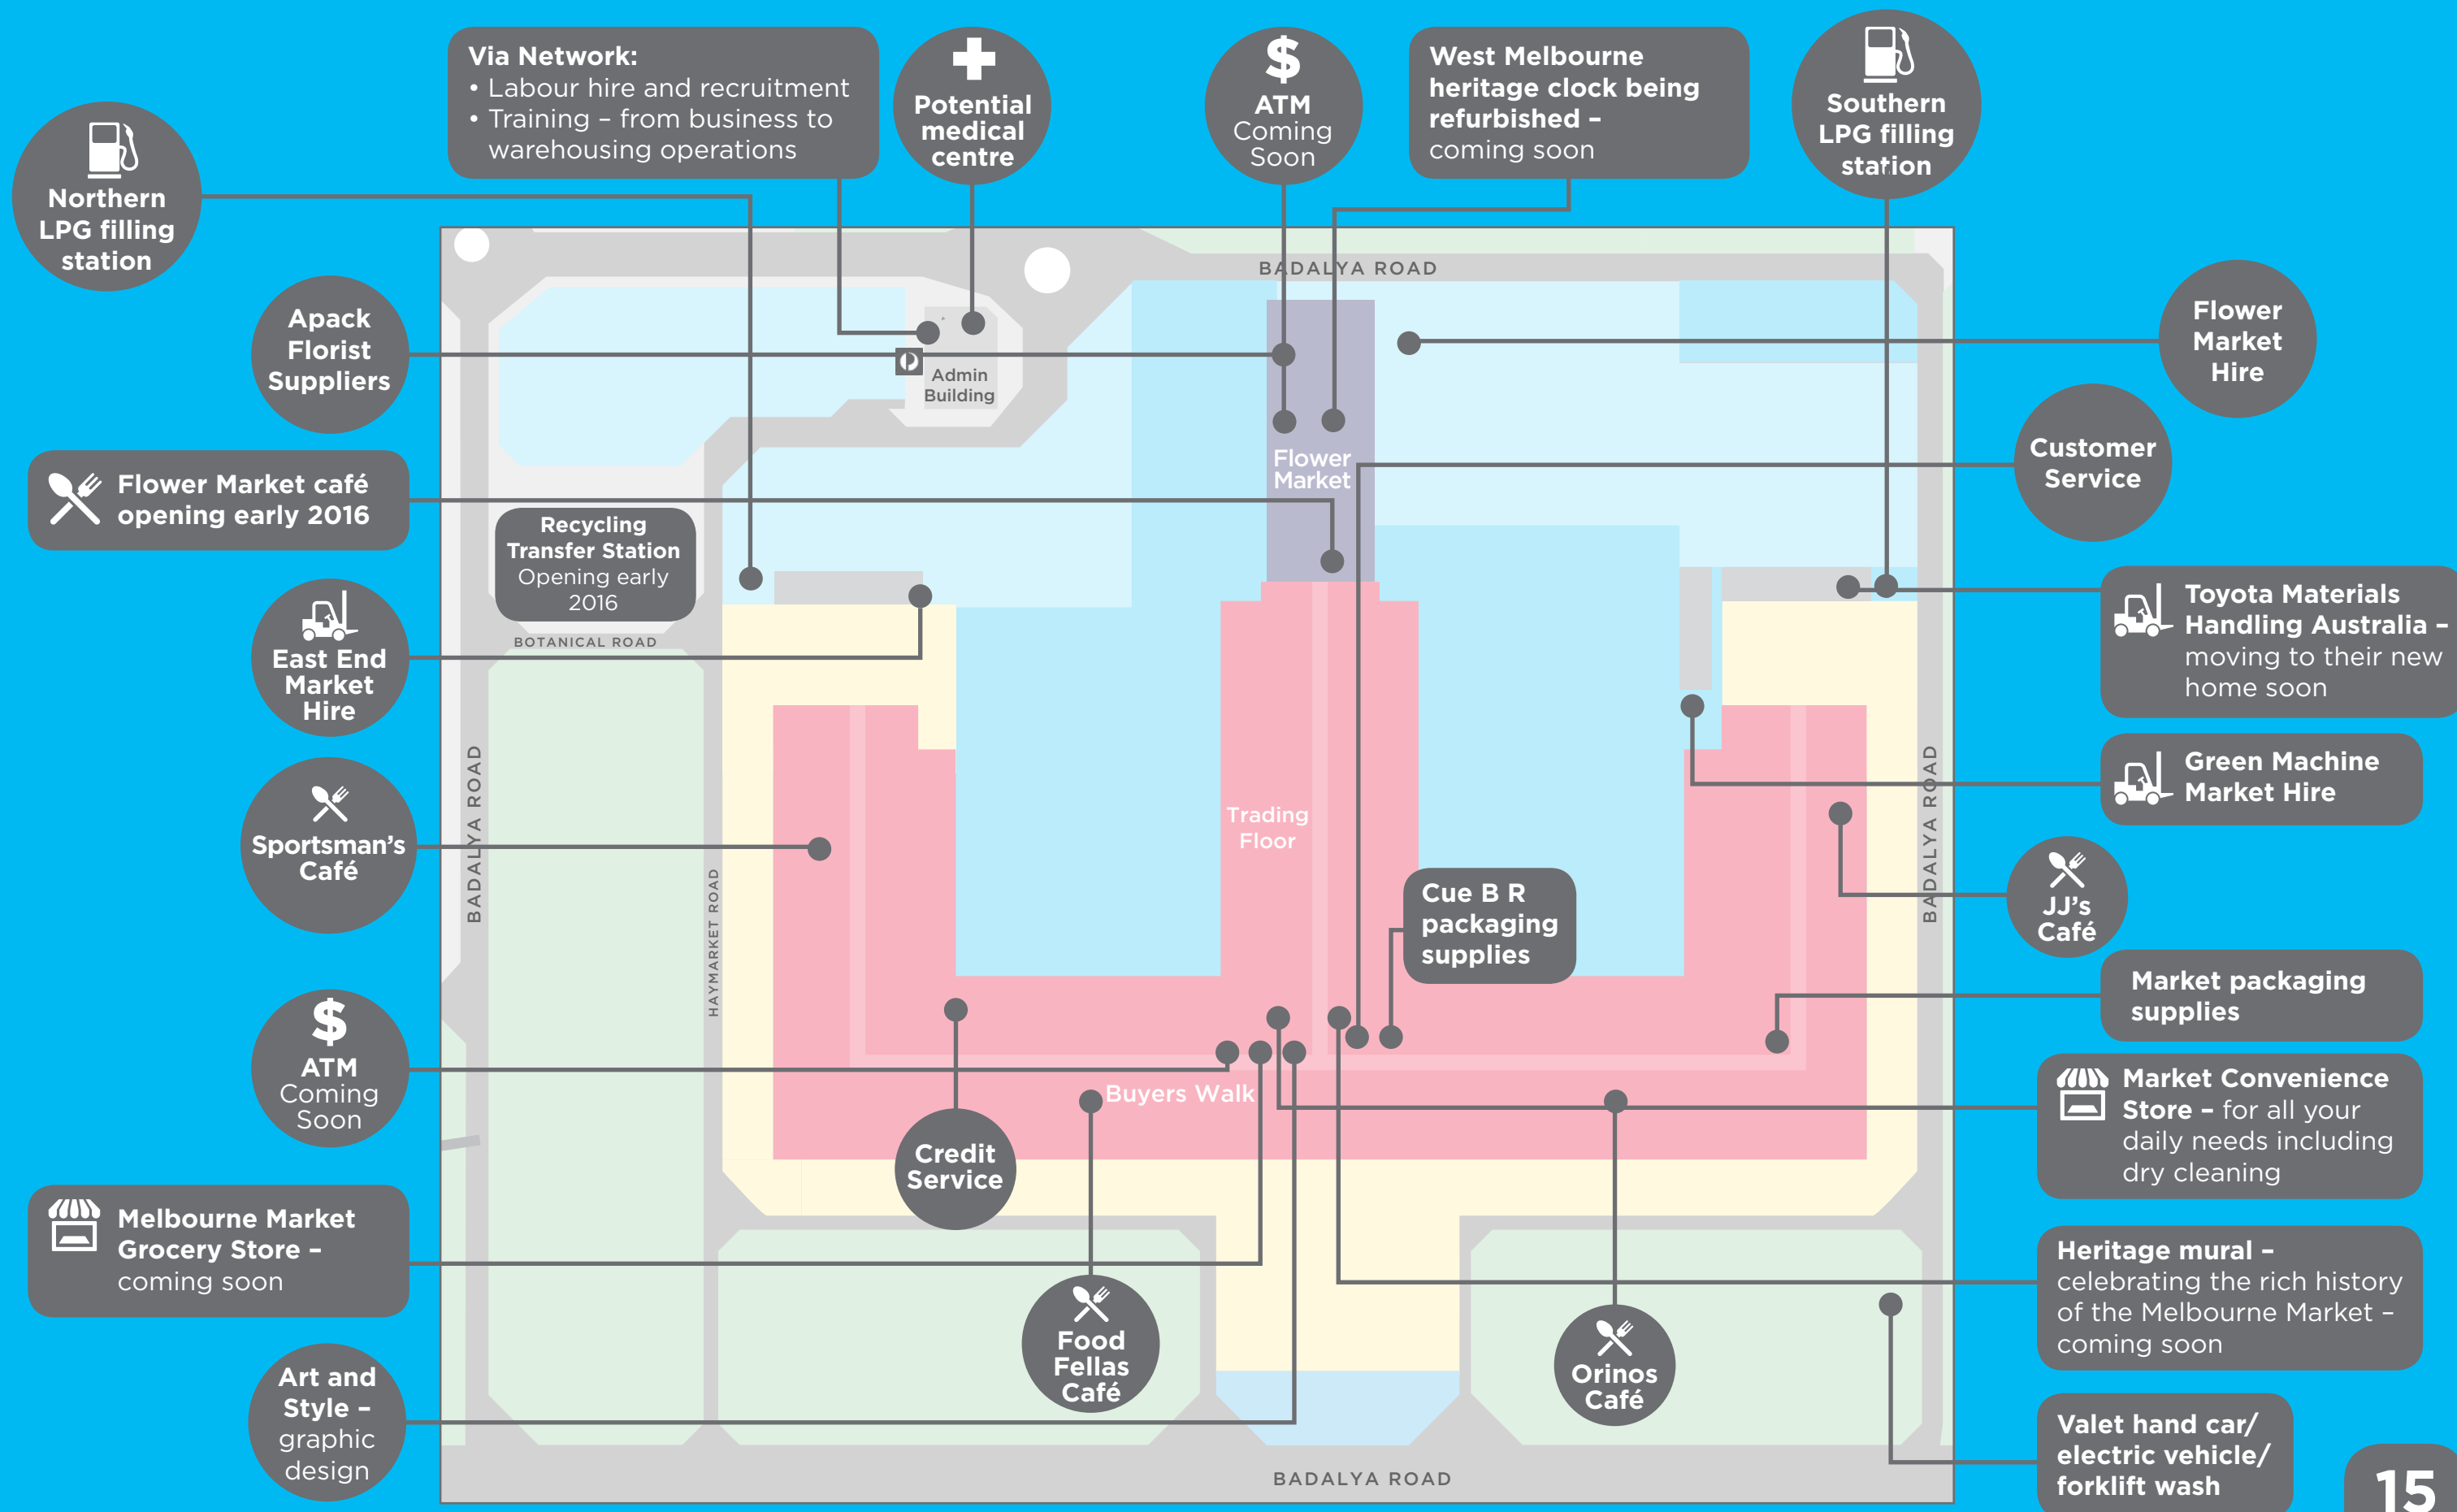 Via Network:
• Labour hire and recruitment
• Training – from business to
warehousing operations
Potential
medical
centre
$
ATM
Coming
Soon
West Melbourne
heritage clock being
refurbished –
coming soon
Southern
LPG filling
station
Northern
LPG filling
station
BADALYA ROAD
Apack
Florist
Suppliers
Flower
Market
Hire
Admin
Building
Customer
Service
Flower
Market
Flower Market café
opening early 2016
Recycling
Transfer Station
Opening early
2016
BOTANICAL ROAD
East End
Market
Hire
Toyota Materials
Handling Australia –
moving to their new
home soon
Green Machine
Market Hire
BADALYA ROAD
Sportsman's
Café
HAYMARKET ROAD
Trading
Floor
BADALYA ROAD
Cue B R
packaging
supplies
JJ's
Café
Market packaging
supplies
$
ATM
Coming
Soon
Buyers Walk
Market Convenience
Store – for all your
daily needs including
dry cleaning
Credit
Service
Melbourne Market
Grocery Store –
coming soon
Heritage mural –
celebrating the rich history
of the Melbourne Market –
coming soon
Food
Fellas
Café
Orinos
Café
Art and
Style –
graphic
design
Valet hand car/
electric vehicle/
forklift wash
BADALYA ROAD
15